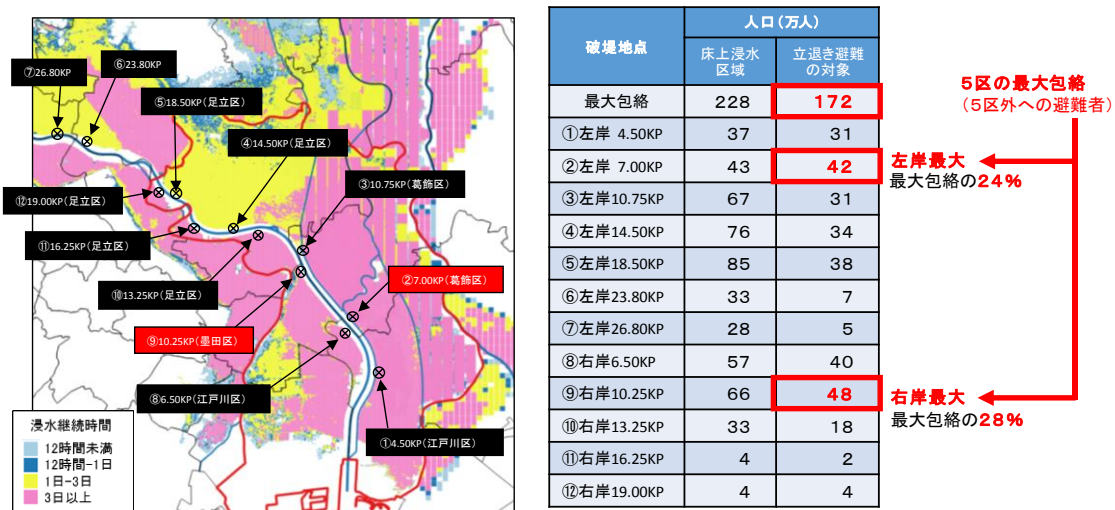 ⑦26.80KP
⑥23.80KP
⑤18.50KP(足立区)
④14.50KP(足立区)
③10.75KP(葛飾区)
⑫19.00KP(足立区)
⑪16.25KP(足立区)
⑩13.25KP(足立区)
②7.00KP(葛飾区)
⑨10.25KP(墨田区)
⑧6.50KP(江戸川区)
①4.50KP(江戸川区)
浸水継続時間
12時間未満
12時間-1日
1日-3日
3日以上
破堤地点 人口(万人)
床上浸水区域 立退き避難の対象
最大包絡 228 172
①左岸 4.50KP 37 31
②左岸 7.00KP 43 42
③左岸10.75KP 67 31
④左岸14.50KP 76 34
⑤左岸18.50KP 85 38
⑥左岸23.80KP 33 7
⑦左岸26.80KP 28 5
⑧右岸6.50KP 57 40
⑨右岸10.25KP 66 48
⑩右岸13.25KP 33 18
⑪右岸16.25KP 4 2
⑫右岸19.00KP 4 4
5区の最大包絡
(5区外への避難者)
左岸最大
最大包絡の24%
右岸最大
最大包絡の28%